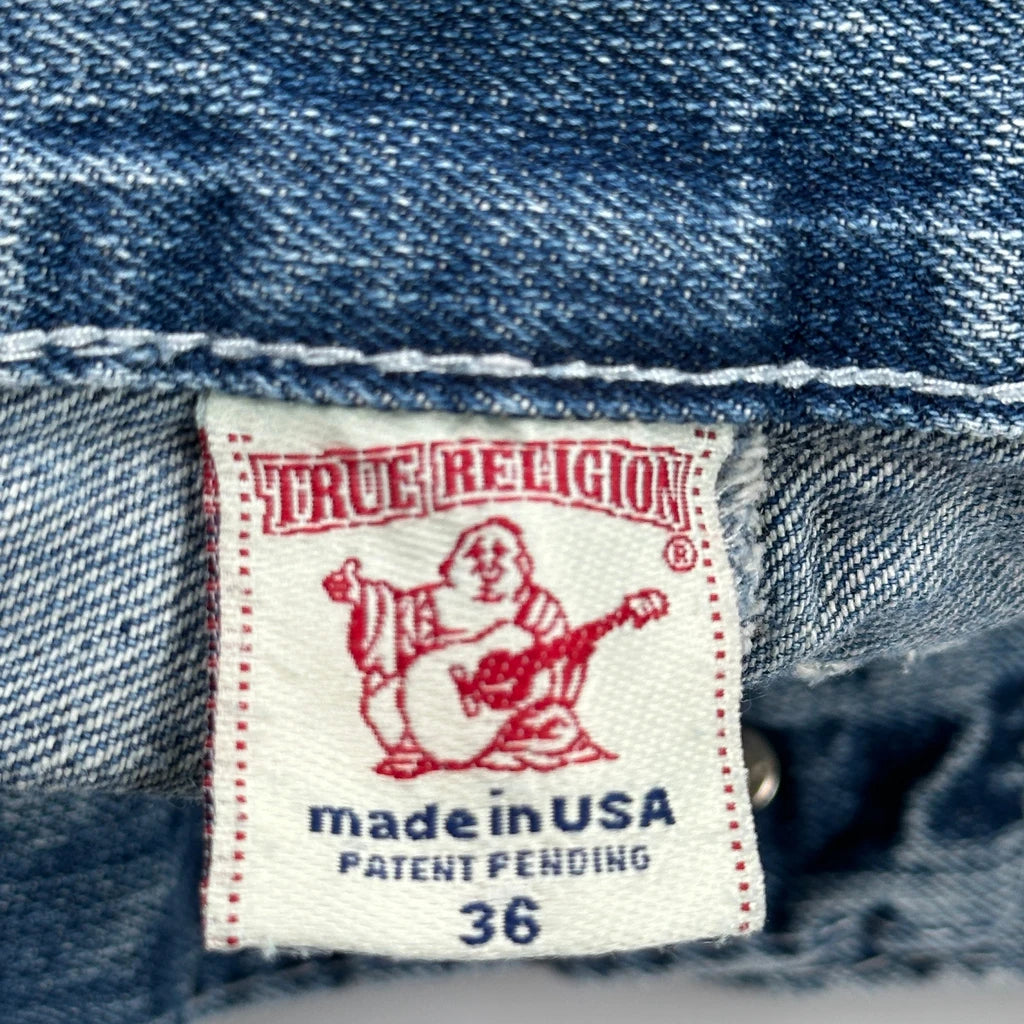 TRUE RELIGION
®
made in USA
PATENT PENDING
36